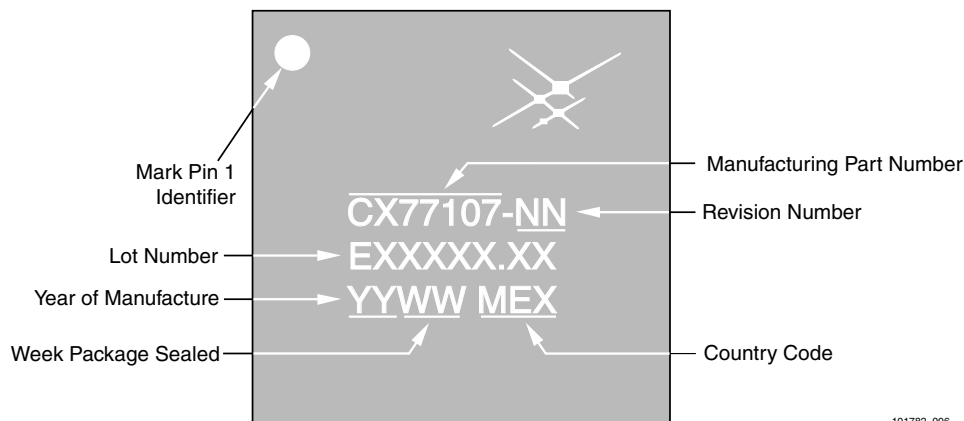 Mark Pin 1
Identifier
Manufacturing Part Number
CX77107-NN
Revision Number
Lot Number
EXXXXX.XX
Year of Manufacture
YYWW MEX
Week Package Sealed
Country Code